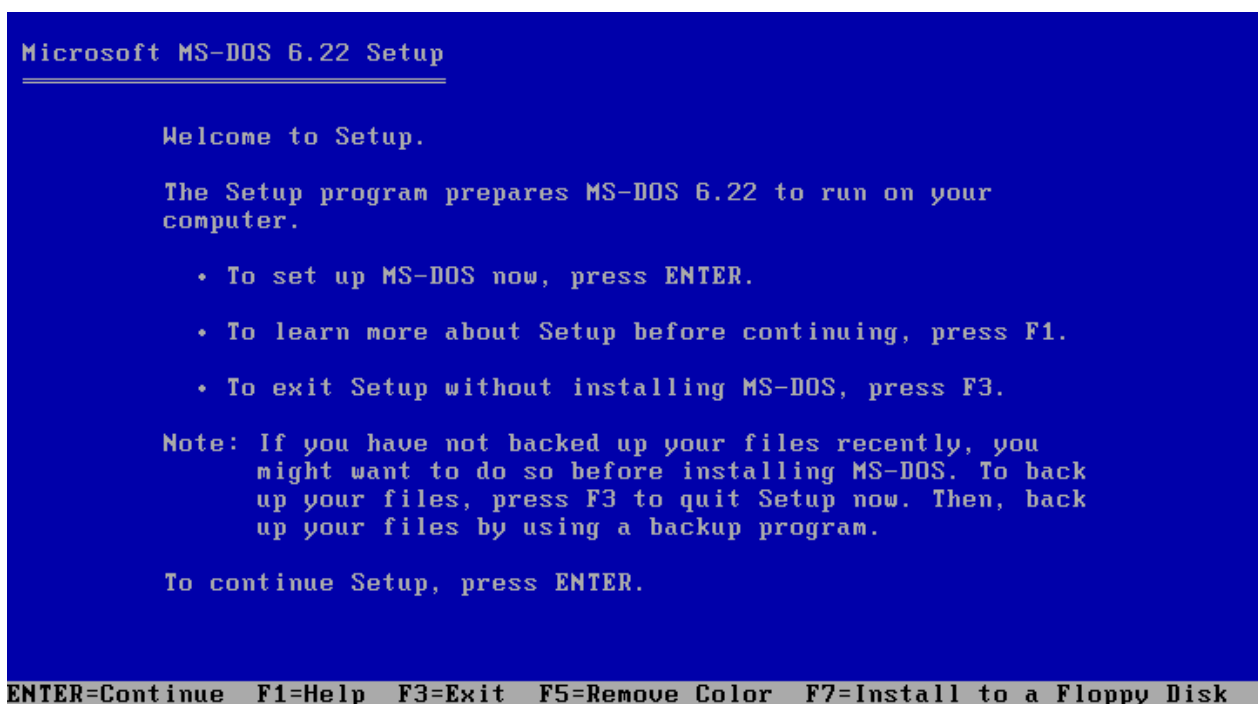 Microsoft MS-DOS 6.22 Setup
Welcome to Setup.
The Setup program prepares MS-DOS 6.22 to run on your
computer.
• To set up MS-DOS now, press ENTER.
• To learn more about Setup before continuing, press F1.
• To exit Setup without installing MS-DOS, press F3.
Note: If you have not backed up your files recently, you
might want to do so before installing MS-DOS. To back
up your files, press F3 to quit Setup now. Then, back
up your files by using a backup program.
To continue Setup, press ENTER.
ENTER=Continue F1=Help F3=Exit F5=Remove Color F7=Install to a Floppy Disk